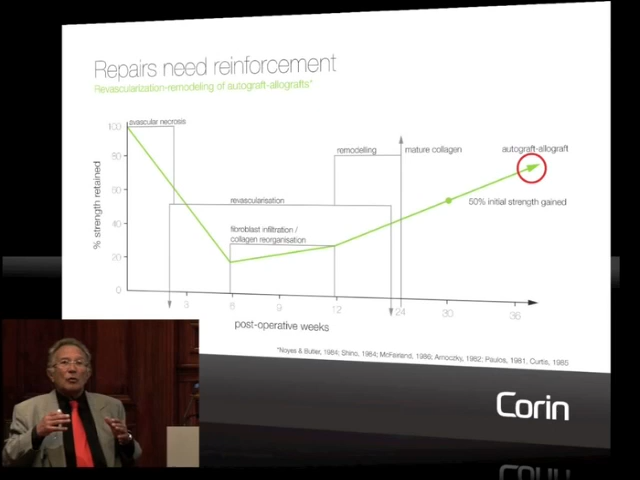 Repairs need reinforcement
Revascularization-remodeling of autograft-allografts*
100
80
60
40
20
0
% strength retained
avascular necrosis
remodelling
mature collagen
autograft-allograft
revascularisation
50% initial strength gained
fibroblast infiltration /
collagen reorganisation
3
6
9
12
24
30
36
post-operative weeks
*Noyes & Butler, 1984; Shino, 1984; McFarland, 1986; Arnoczky, 1982; Paulos, 1981, Curtis, 1985
Corin